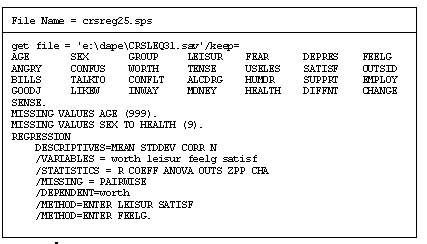 File Name = crsreg25.sps
get file = 'e:\dape\CRSLEQ31.sav'/keep=
AGE SEX GROUP LEISUR FEAR DEPRES FEELG
ANGRY CONFUS WORTH TENSE USELES SATISF OUTSID
BILLS TALKTO CONFLT ALCDRG HUMOR SUPPRT EMPLOY
GOODJ LIKEW INWAY MONEY HEALTH DIFFNT CHANGE
SENSE.
MISSING VALUES AGE (999).
MISSING VALUES SEX TO HEALTH (9).
REGRESSION
DESCRIPTIVES=MEAN STDDEV CORR N
/VARIABLES = worth leisur feelg satisf
/STATISTICS = R COEFF ANOVA OUTS ZPP CHA
/MISSING = PAIRWISE
/DEPENDENT=worth
/METHOD=ENTER LEISUR SATISF
/METHOD=ENTER FEELG.